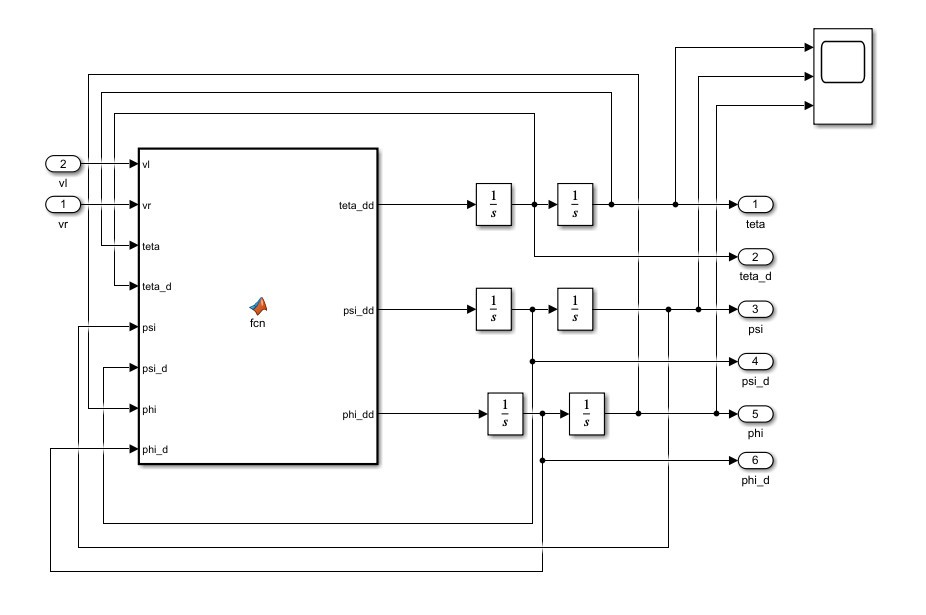 2
vl
1
vr
vl
vr
teta
teta_d
psi
psi_d
phi
phi_d
fcn
teta_dd
psi_dd
phi_dd
1
s
1
s
1
s
1
s
1
s
1
s
1
teta
2
teta_d
3
psi
4
psi_d
5
phi
6
phi_d